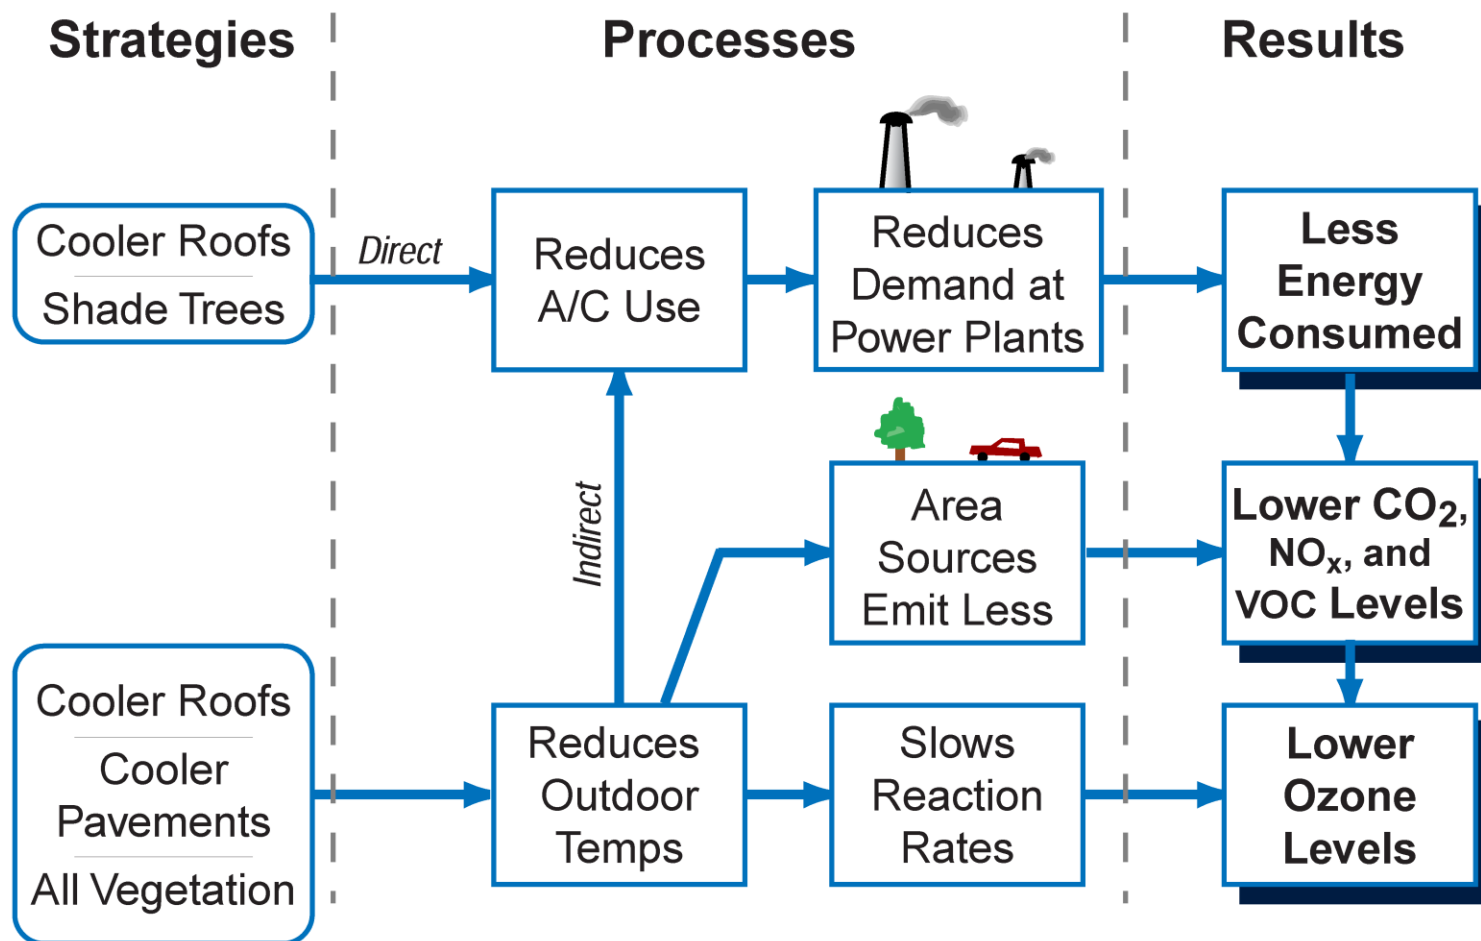 Strategies
Processes
Results
Cooler Roofs
Shade Trees
Direct
Reduces
A/C Use
Reduces
Demand at
Power Plants
Less
Energy
Consumed
Indirect
Area
Sources
Emit Less
Lower CO₂,
NOₓ, and
VOC Levels
Cooler Roofs
Cooler
Pavements
All Vegetation
Reduces
Outdoor
Temps
Slows
Reaction
Rates
Lower
Ozone
Levels